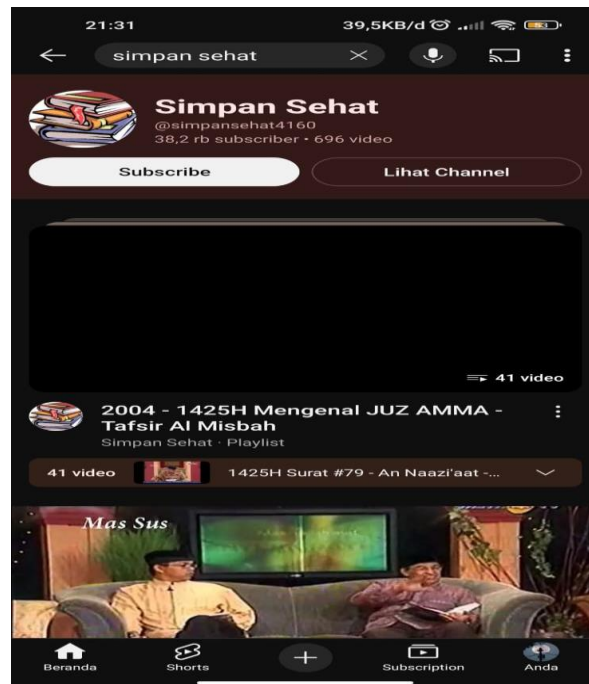 21:31
39,5KB/d
53
simpan sehat
Simpan Sehat
@simpansehat4160
38,2 rb subscriber • 696 video
Subscribe
Lihat Channel
41 video
2004 - 1425H Mengenal JUZ AMMA -
Tafsir Al Misbah
Simpan Sehat · Playlist
41 video
1425H Surat #79 - An Naazi'aat -...
Mas Sus
Beranda
Shorts
Subscription
Anda